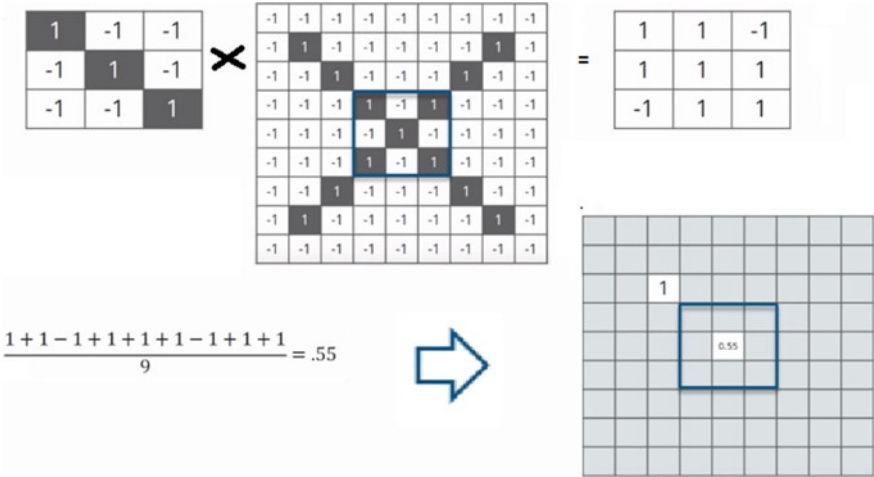 1 -1 -1
-1 1 -1
-1 -1 1
×
-1 -1 -1 -1 -1 -1 -1 -1 -1
-1 1 -1 -1 -1 -1 -1 1 -1
-1 -1 1 -1 -1 -1 1 -1 -1
-1 -1 -1 1 -1 1 -1 -1 -1
-1 -1 -1 -1 1 -1 -1 -1 -1
-1 -1 -1 1 -1 1 -1 -1 -1
-1 -1 1 -1 -1 -1 1 -1 -1
-1 1 -1 -1 -1 -1 -1 1 -1
-1 -1 -1 -1 -1 -1 -1 -1 -1
=
1 1 -1
1 1 1
-1 1 1
1 + 1 − 1 + 1 + 1 + 1 − 1 + 1 + 1
9
= .55
1
0.55